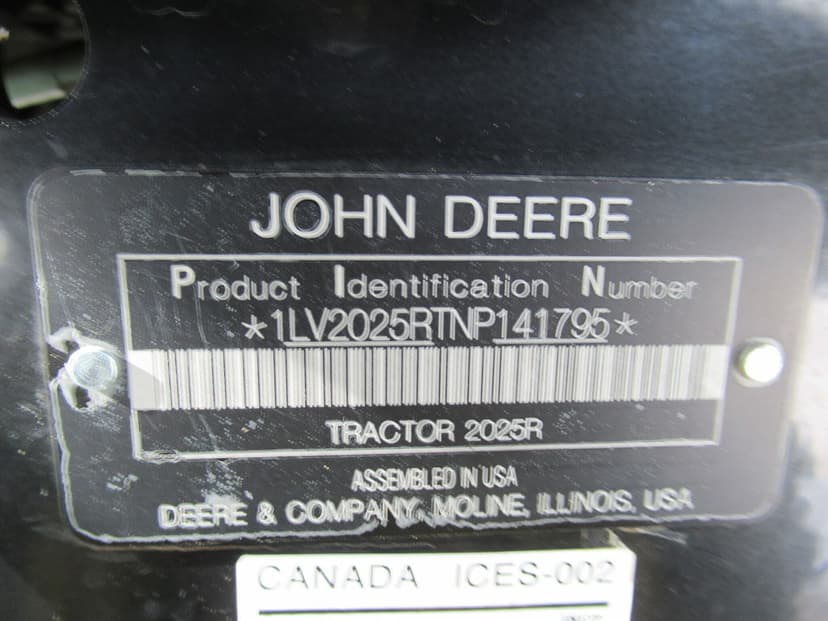 JOHN DEERE
Product Identification Number
*1LV2025RTNP141795*
TRACTOR 2025R
ASSEMBLED IN USA
DEERE & COMPANY, MOLINE, ILLINOIS, USA
CANADA ICES-002